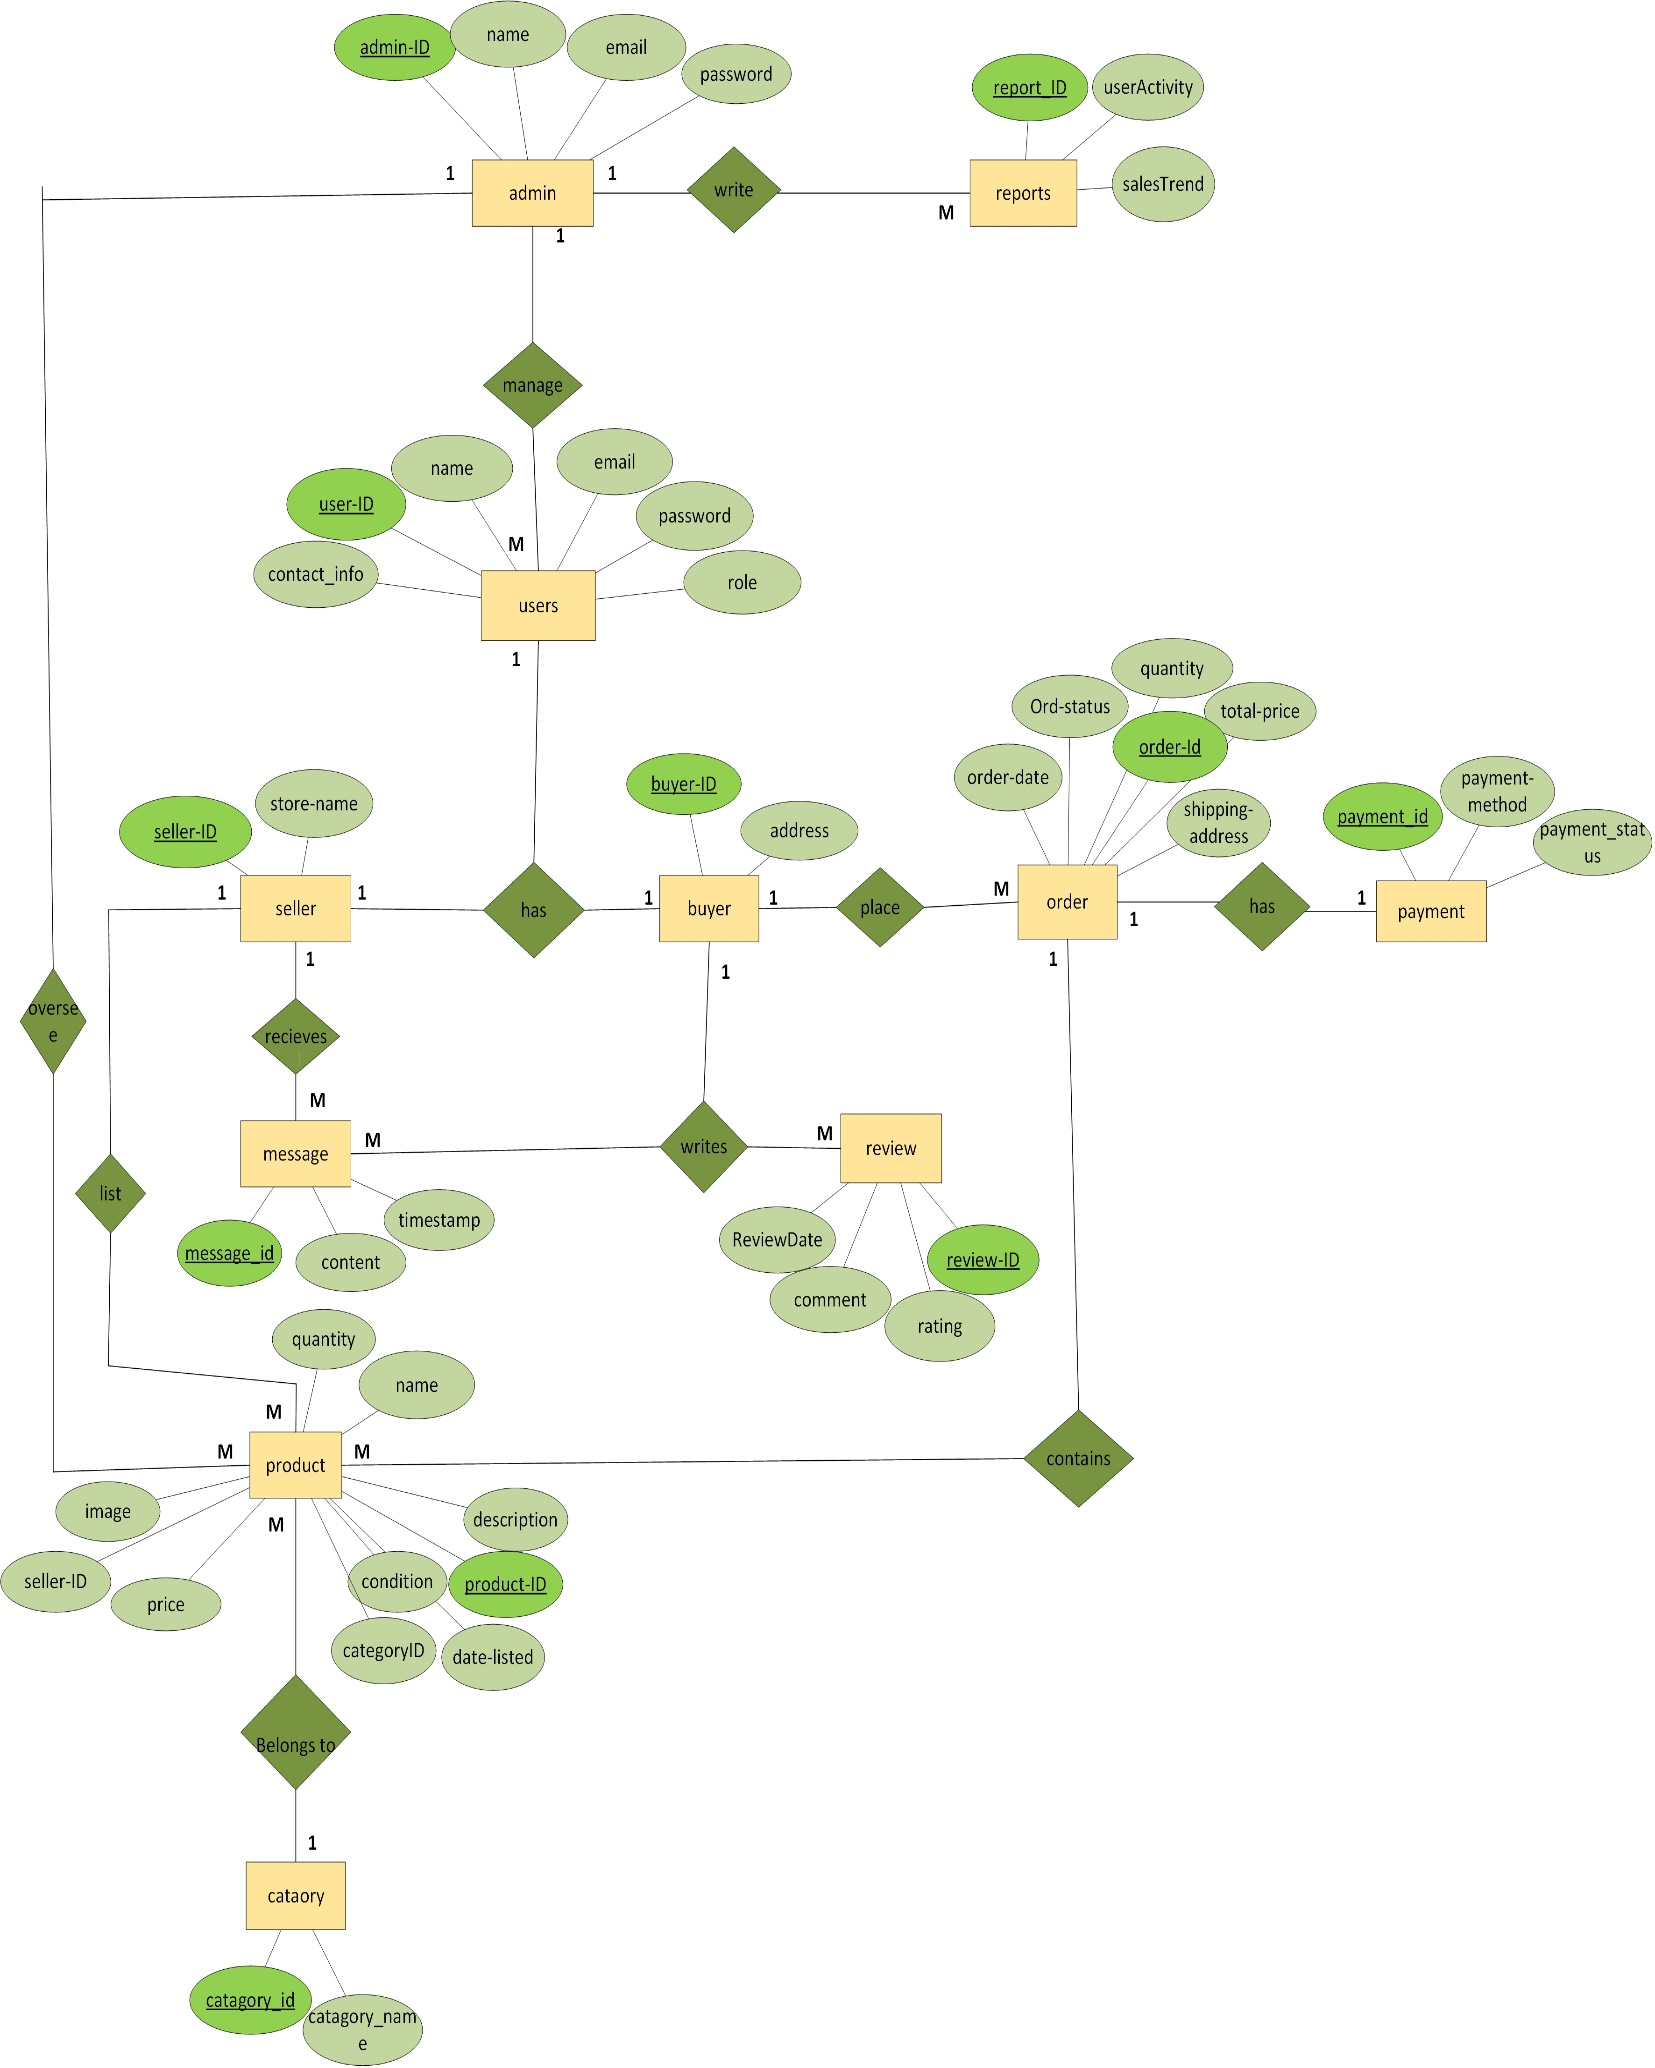 admin-ID
name
email
password
report_ID
userActivity
salesTrend
1
admin
1
write
M
reports
1
manage
name
email
user-ID
password
contact_info
M
role
users
1
quantity
Ord-status
total-price
order-Id
order-date
shipping-
address
buyer-ID
address
payment_id
payment-
method
payment_stat
us
seller-ID
store-name
1
seller
1
has
1
buyer
1
place
M
order
1
has
1
payment
1
1
1
overse
e
recieves
M
list
message
M
writes
M
review
message_id
content
timestamp
ReviewDate
comment
rating
review-ID
quantity
name
M
M
product
M
contains
image
M
description
seller-ID
price
condition
product-ID
categoryID
date-listed
Belongs to
1
cataory
catagory_id
catagory_nam
e